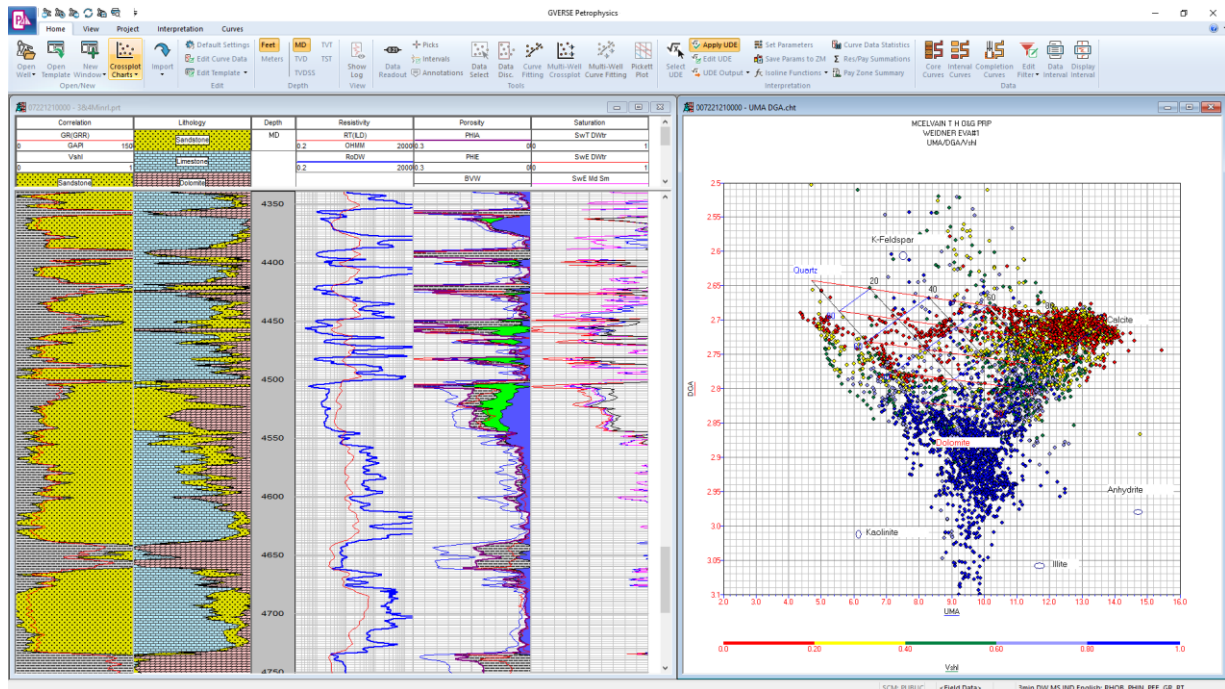 GVERSE Petrophysics
Home View Project Interpretation Curves
Open Well
Open Template
New Window
Crossplot Charts
Open/New
Import
Default Settings
Edit Curve Data
Edit Template
Edit
Feet
Meters
MD
TVD
TVDSS
TVT
TST
Depth
Show Log
View
Data Readout
Picks
Intervals
Annotations
Data Select
Data Disc.
Curve Fitting
Multi-Well Crossplot
Multi-Well Curve Fitting
Pickett Plot
Tools
Select UDE
Apply UDE
Edit UDE
UDE Output
Set Parameters
Save Params to ZM
Isoline Functions
Curve Data Statistics
Res/Pay Summations
Pay Zone Summary
Interpretation
Core Curves
Interval Curves
Completion Curves
Edit Filter
Data Interval
Display Interval
Data
07221210000 - 3&4Minrl.prt
Correlation Lithology Depth Resistivity Porosity Saturation
GR(GRR) Sandstone MD RT(ILD) PHIA SwT DWtr
0 GAPI 150 0.2 OHMM 2000 0.3 0 0 1
Vshl Limestone RoDW PHIE SwE DWtr
0 1 0.2 2000 0.3 0 0 1
Sandstone Dolomite BVW SwE Md Sm
4350
4400
4450
4500
4550
4600
4650
4700
4750
007221210000 - UMA DGA.cht
MCELVAIN T H O&G PRP
WEIDNER EVA#1
UMA/DGA/Vshl
2.5
2.55
2.6
2.65
2.7
2.75
2.8
2.85
2.9
2.95
3.0
3.05
3.1
DGA
K-Feldspar
Quartz
20
40
Calcite
Dolomite
Anhydrite
Kaolinite
Illite
2.0 3.0 4.0 5.0 6.0 7.0 8.0 9.0 10.0 11.0 12.0 13.0 14.0 15.0 16.0
UMA
0.0 0.20 0.40 0.60 0.80 1.0
Vshl